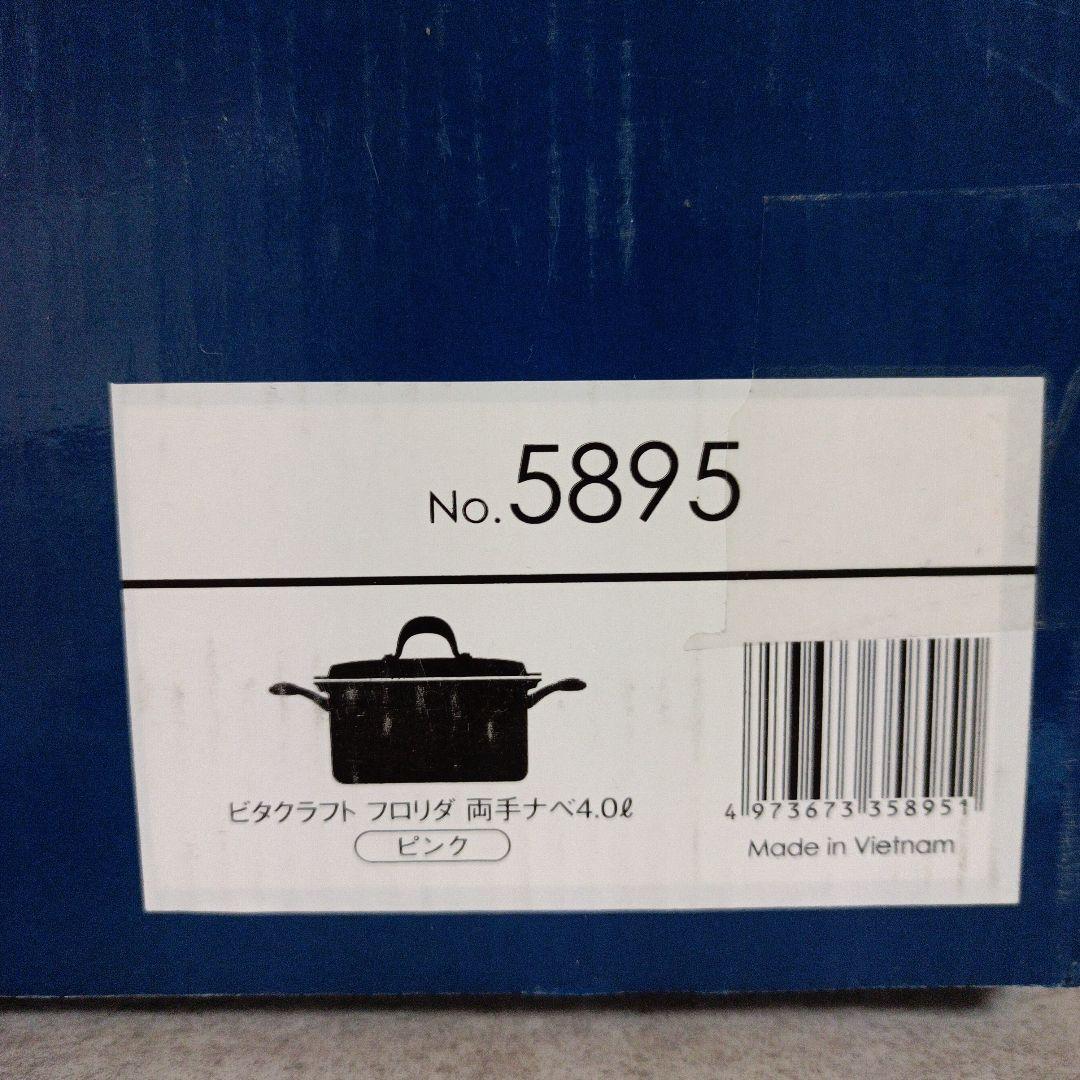 No.5895
ビタクラフト フロリダ 両手ナベ4.0ℓ
ピンク
4 973673 358951
Made in Vietnam